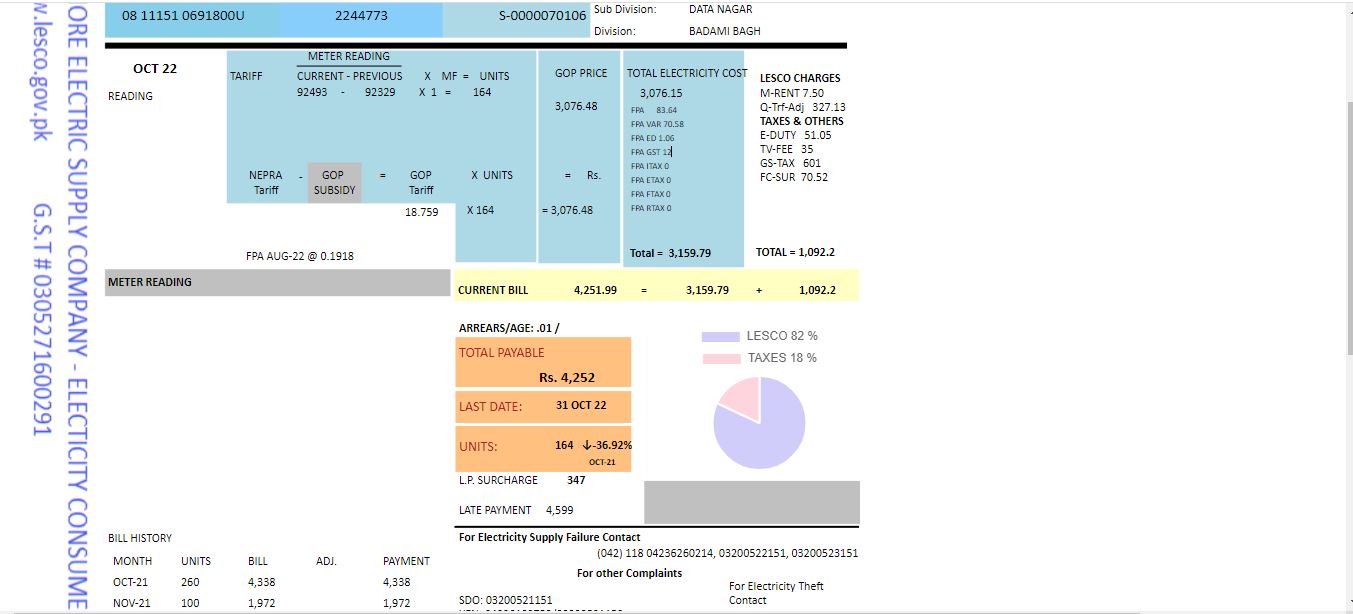 08 11151 0691800U 2244773 S-0000070106 Sub Division: DATA NAGAR
Division: BADAMI BAGH
ORE ELECTRIC SUPPLY COMPANY - ELECTICITY CONSUME
w.lesco.gov.pk G.S.T # 030527160029​1
OCT 22
READING
METER READING
TARIFF CURRENT - PREVIOUS X MF = UNITS
92493 - 92329 X 1 = 164
NEPRA Tariff - GOP SUBSIDY = GOP Tariff X UNITS = Rs.
18.759 X 164 = 3,076.48
GOP PRICE
3,076.48
TOTAL ELECTRICITY COST
3,076.15
FPA 83.64
FPA VAR 70.58
FPA ED 1.06
FPA GST 12
FPA ITAX 0
FPA ETAX 0
FPA FTAX 0
FPA RTAX 0
Total = 3,159.79
LESCO CHARGES
M-RENT 7.50
Q-Trf-Adj 327.13
TAXES & OTHERS
E-DUTY 51.05
TV-FEE 35
GS-TAX 601
FC-SUR 70.52
TOTAL = 1,092.2
FPA AUG-22 @ 0.1918
METER READING
CURRENT BILL 4,251.99 = 3,159.79 + 1,092.2
ARREARS/AGE: .01 /
TOTAL PAYABLE
Rs. 4,252
LAST DATE: 31 OCT 22
UNITS: 164 ↓-36.92%
OCT-21
L.P. SURCHARGE 347
LATE PAYMENT 4,599
LESCO 82 %
TAXES 18 %
BILL HISTORY
MONTH UNITS BILL ADJ. PAYMENT
OCT-21 260 4,338 4,338
NOV-21 100 1,972 1,972
For Electricity Supply Failure Contact
(042) 118 04236260214, 03200522151, 03200523151
For other Complaints
SDO: 03200521151
For Electricity Theft
Contact